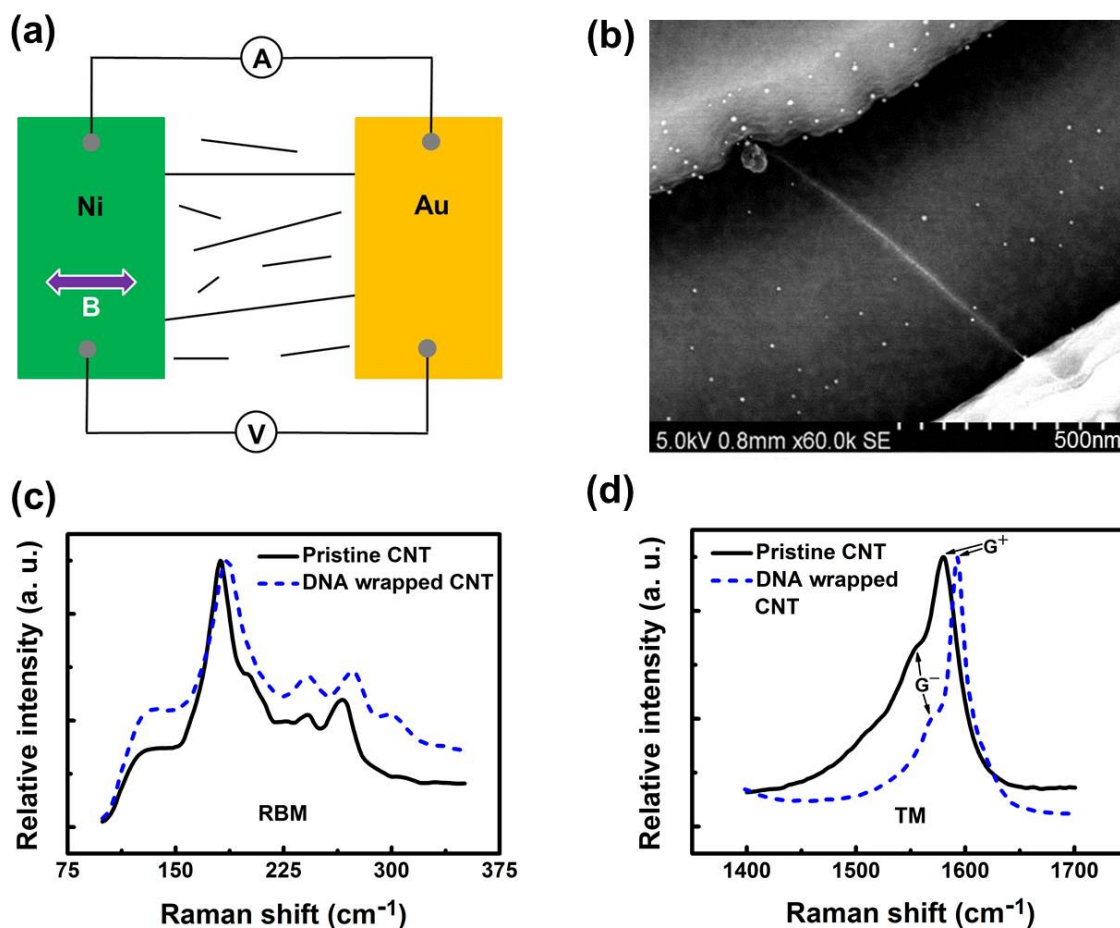 (a)
A
Ni
Au
B
V
(b)
5.0kV 0.8mm x60.0k SE
500nm
(c)
Relative intensity (a. u.)
Pristine CNT
DNA wrapped CNT
RBM
75
150
225
300
375
Raman shift (cm⁻¹)
(d)
Relative intensity (a. u.)
Pristine CNT
DNA wrapped
CNT
G⁺
G⁻
TM
1400
1500
1600
1700
Raman shift (cm⁻¹)